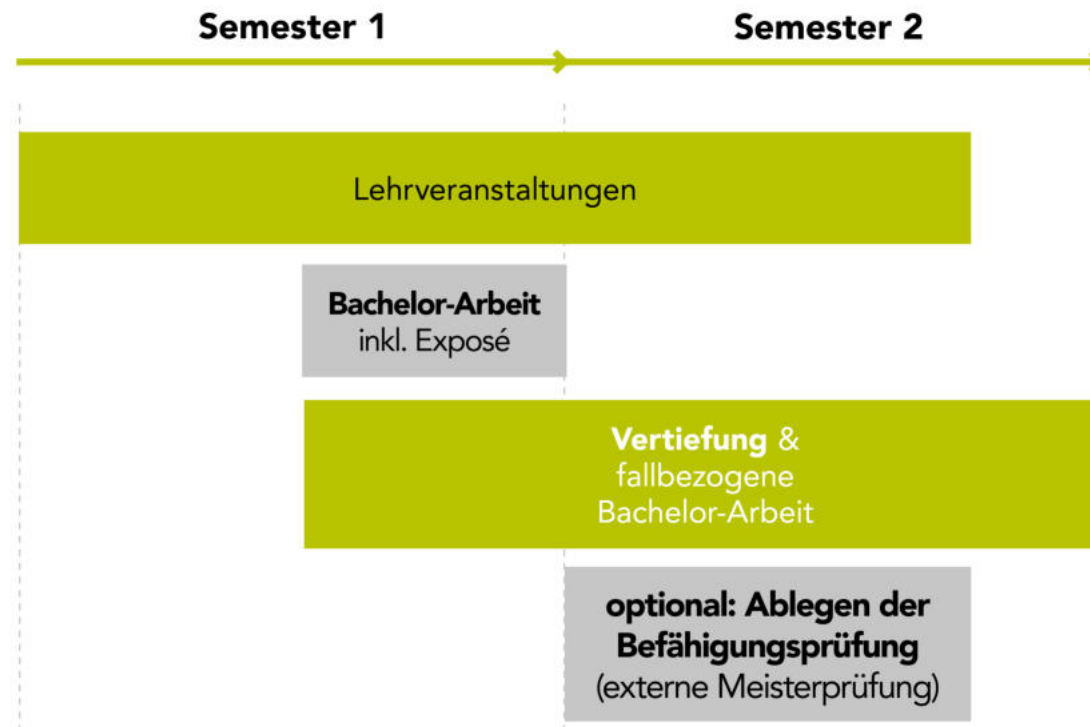 Semester 1
Semester 2
Lehrveranstaltungen
Bachelor-Arbeit
inkl. Exposé
Vertiefung &
fallbezogene
Bachelor-Arbeit
optional: Ablegen der
Befähigungsprüfung
(externe Meisterprüfung)